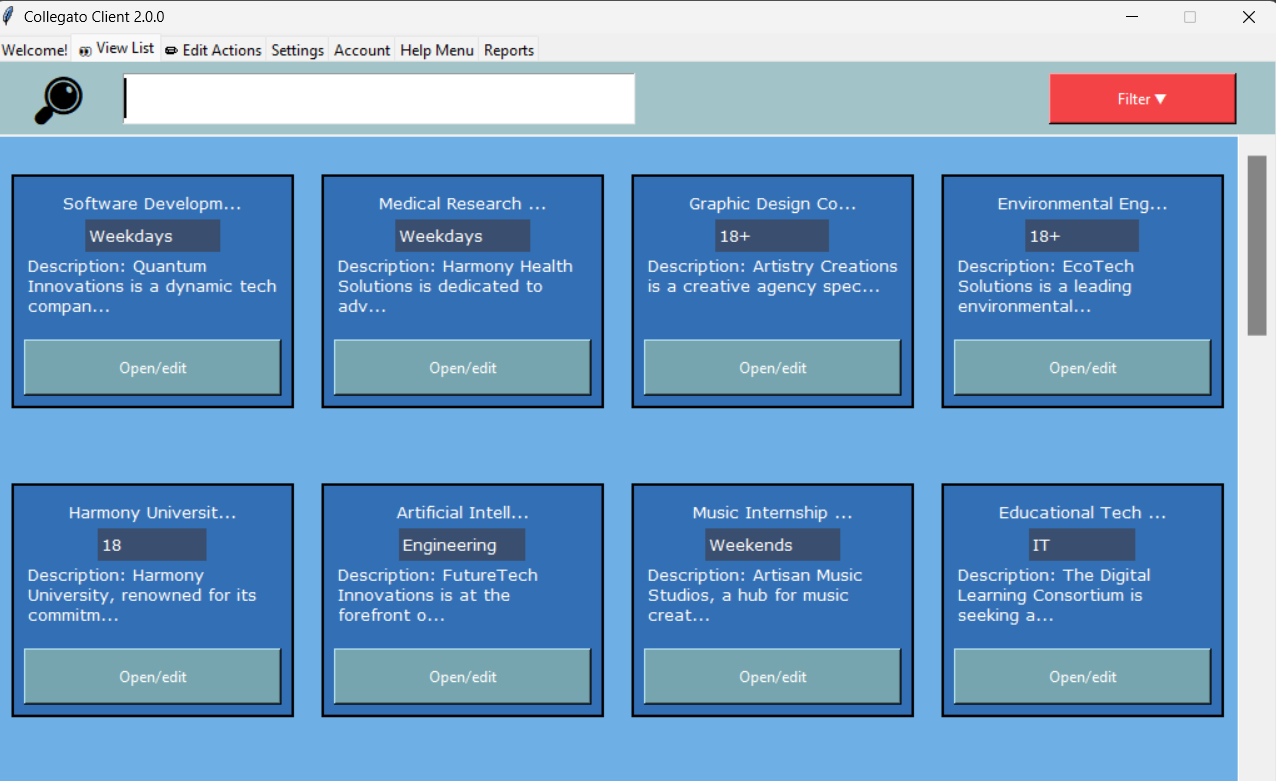 Collegato Client 2.0.0
Welcome! View List Edit Actions Settings Account Help Menu Reports
Filter ▼
Software Developm...
Weekdays
Description: Quantum
Innovations is a dynamic tech
compan...
Open/edit
Medical Research ...
Weekdays
Description: Harmony Health
Solutions is dedicated to
adv...
Open/edit
Graphic Design Co...
18+
Description: Artistry Creations
is a creative agency spec...
Open/edit
Environmental Eng...
18+
Description: EcoTech
Solutions is a leading
environmental...
Open/edit
Harmony Universit...
18
Description: Harmony
University, renowned for its
commitm...
Open/edit
Artificial Intell...
Engineering
Description: FutureTech
Innovations is at the
forefront o...
Open/edit
Music Internship ...
Weekends
Description: Artisan Music
Studios, a hub for music
creat...
Open/edit
Educational Tech ...
IT
Description: The Digital
Learning Consortium is
seeking a...
Open/edit